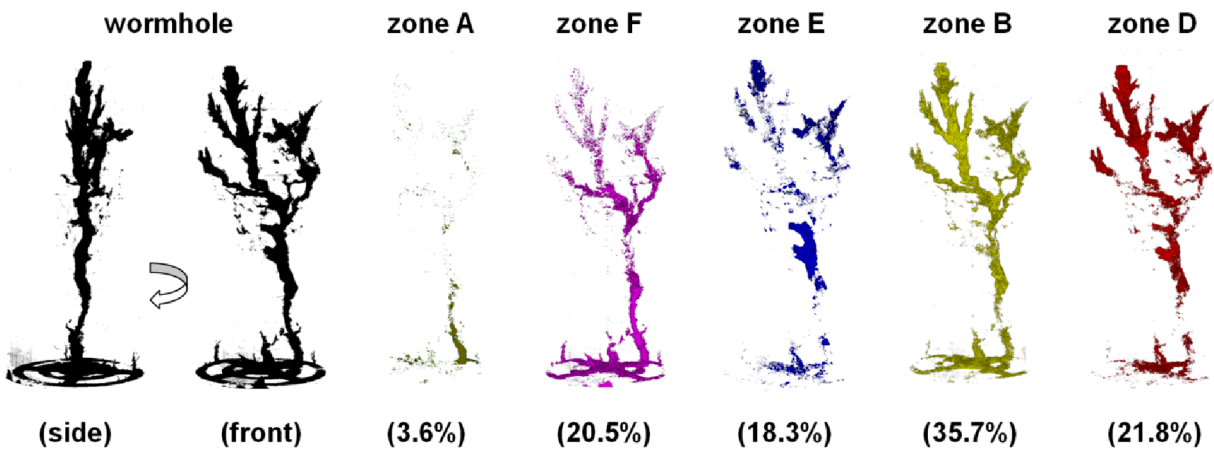 wormhole zone A zone F zone E zone B zone D
(side) (front) (3.6%) (20.5%) (18.3%) (35.7%) (21.8%)